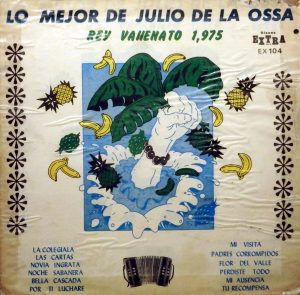 LO MEJOR DE JULIO DE LA OSSA
REY VAHENATO 1,975
Discos
EXTRA
EX 104
LA COLEGIALA
LAS CARTAS
NOVIA INGRATA
NOCHE SABANERA
BELLA CASCADA
POR TI LUCHARE
MI VISITA
PADRES CORROMPIDOS
FLOR DEL VALLE
PERDISTE TODO
MI AUSENCIA
TU RECOMPENSA